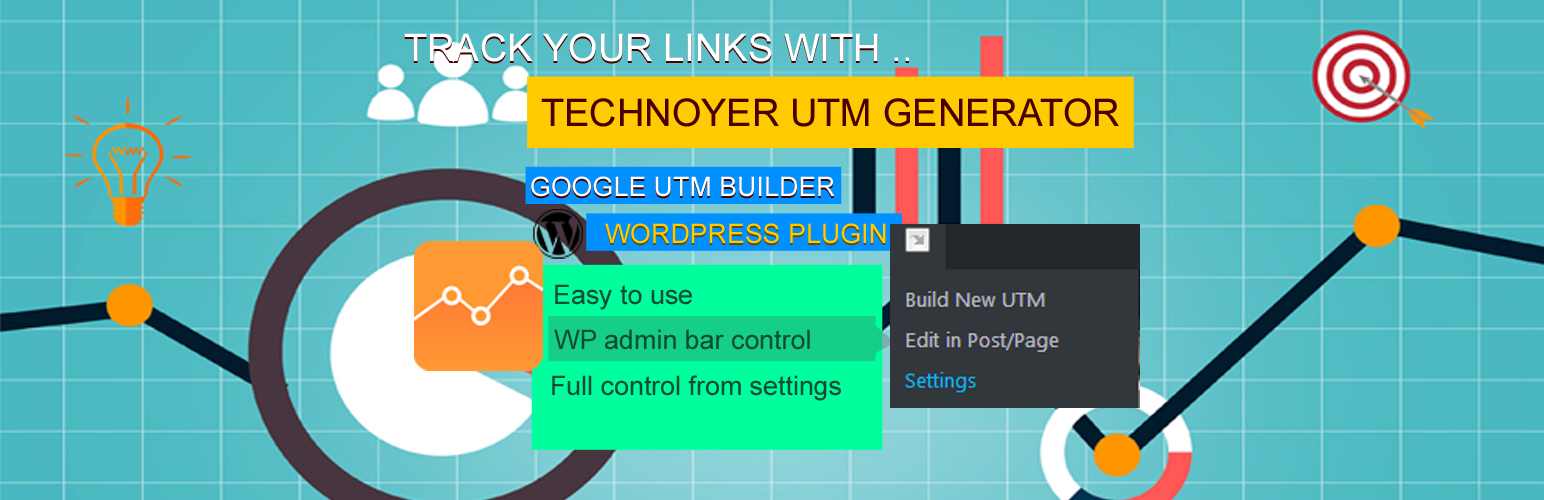 TRACK YOUR LINKS WITH ..
TECHNOYER UTM GENERATOR
GOOGLE UTM BUILDER
WORDPRESS PLUGIN
Easy to use
WP admin bar control
Full control from settings
Build New UTM
Edit in Post/Page
Settings